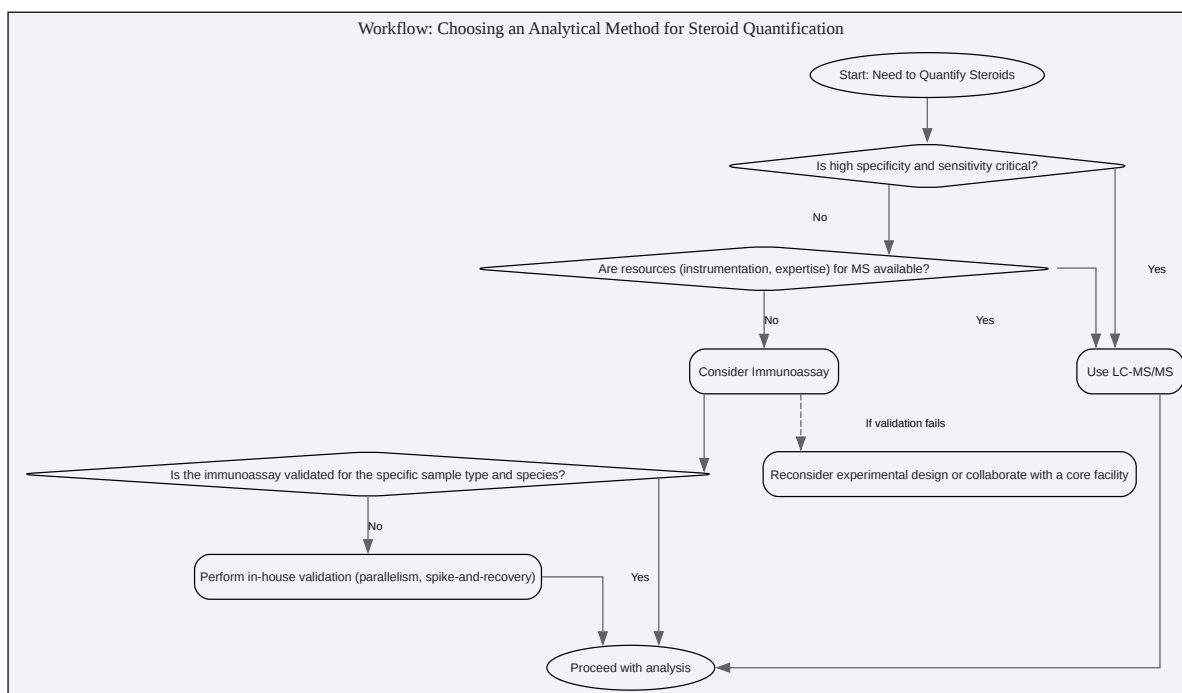 Workflow: Choosing an Analytical Method for Steroid Quantification
Start: Need to Quantify Steroids
Is high specificity and sensitivity critical?
No
Are resources (instrumentation, expertise) for MS available?
Yes
No
Yes
Consider Immunoassay
Use LC-MS/MS
If validation fails
Is the immunoassay validated for the specific sample type and species?
Reconsider experimental design or collaborate with a core facility
No
Perform in-house validation (parallelism, spike-and-recovery)
Yes
Proceed with analysis